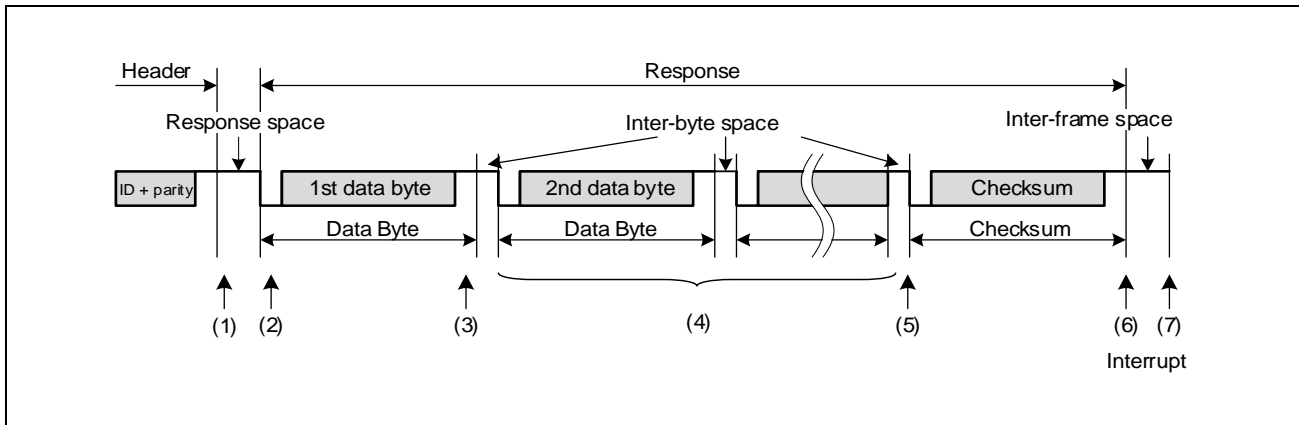 Header Response
Response space Inter-byte space Inter-frame space
ID + parity 1st data byte 2nd data byte Checksum
Data Byte Data Byte Checksum
(1) (2) (3) (4) (5) (6) (7)
Interrupt